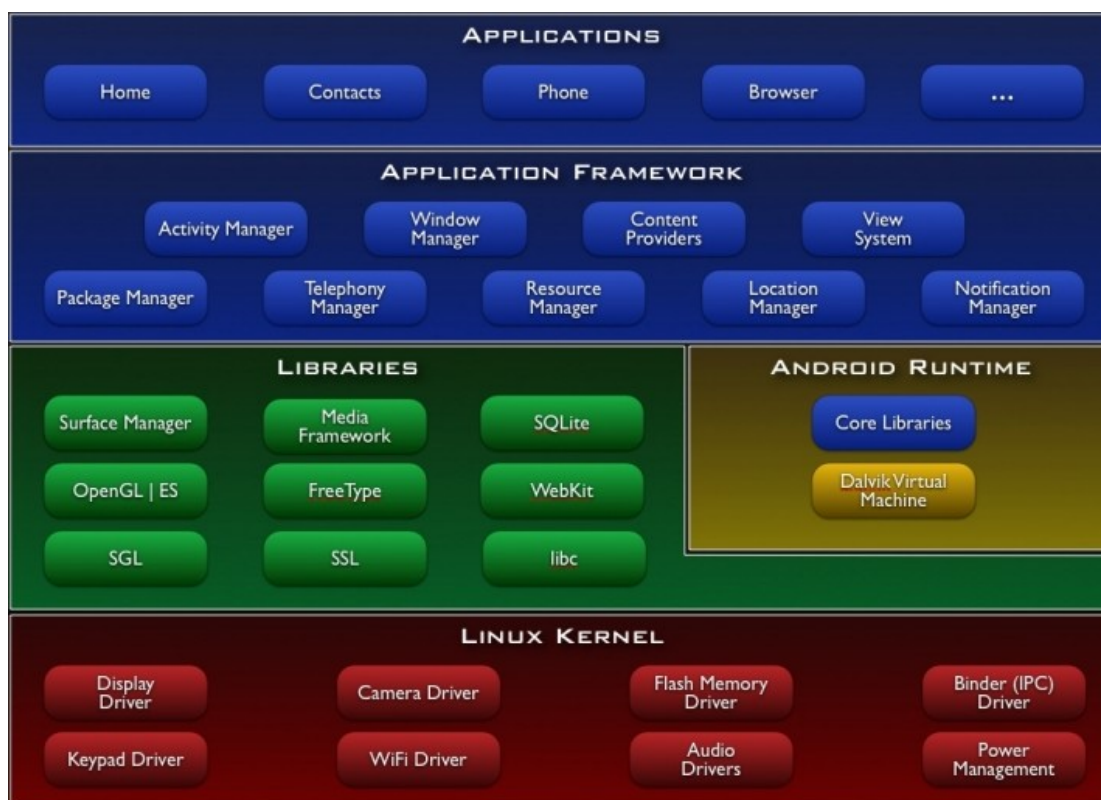 APPLICATIONS
Home
Contacts
Phone
Browser
...
APPLICATION FRAMEWORK
Activity Manager
Window
Manager
Content
Providers
View
System
Package Manager
Telephony
Manager
Resource
Manager
Location
Manager
Notification
Manager
LIBRARIES
Surface Manager
Media
Framework
SQLite
OpenGL | ES
FreeType
WebKit
SGL
SSL
libc
ANDROID RUNTIME
Core Libraries
Dalvik Virtual
Machine
LINUX KERNEL
Display
Driver
Camera Driver
Flash Memory
Driver
Binder (IPC)
Driver
Keypad Driver
WiFi Driver
Audio
Drivers
Power
Management